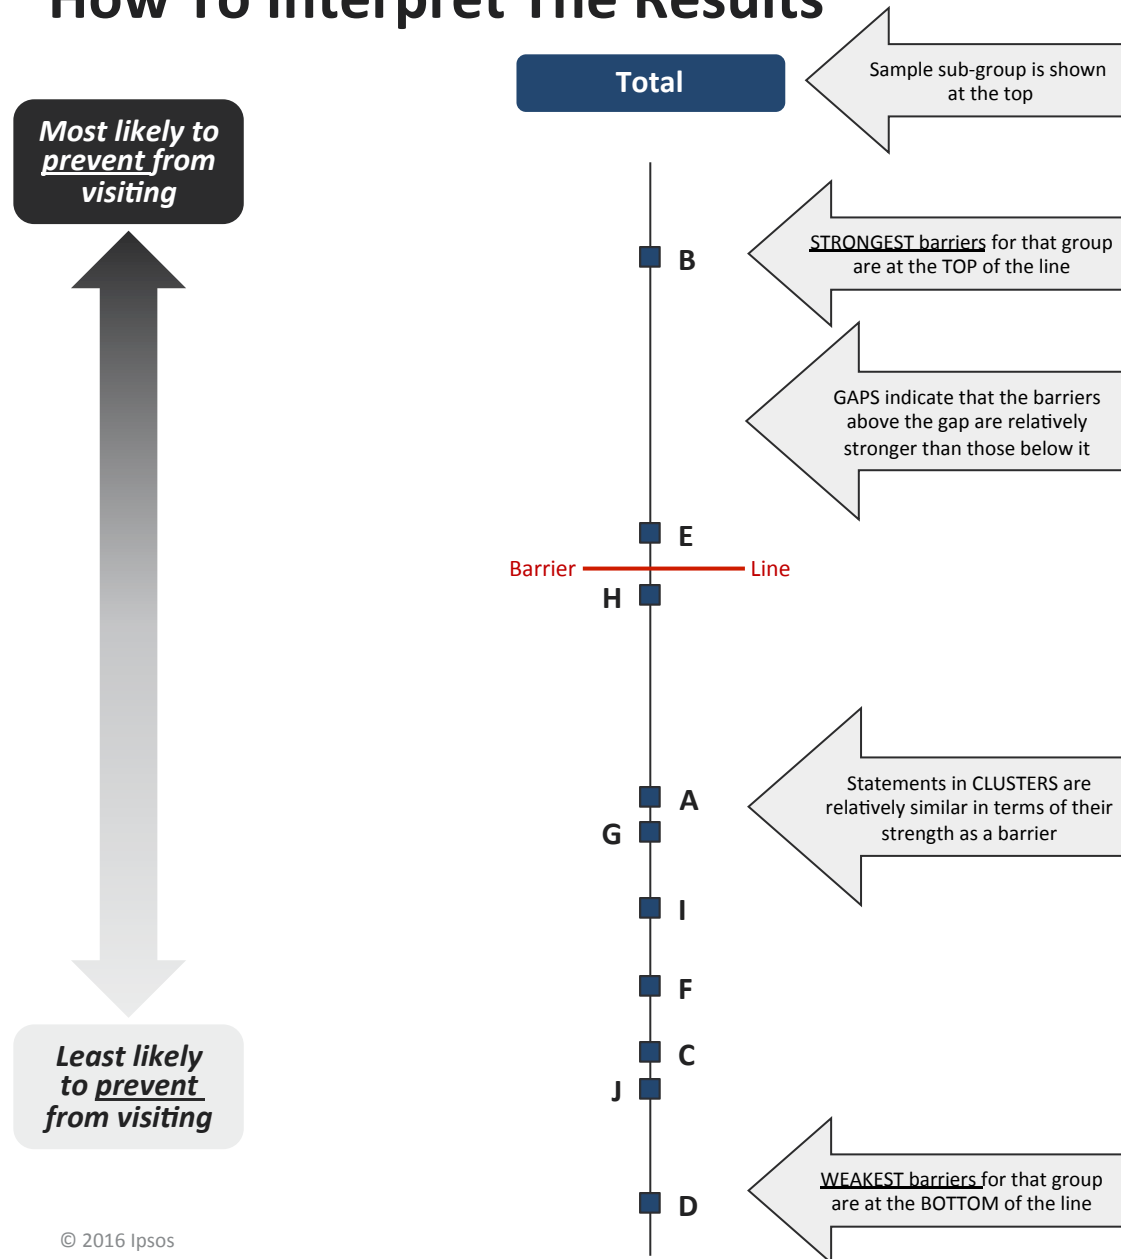 How To Interpret The Results
Total
Sample sub-group is shown
at the top
Most likely to
prevent from
visiting
B
STRONGEST barriers for that group
are at the TOP of the line
GAPS indicate that the barriers
above the gap are relatively
stronger than those below it
E
Barrier Line
H
A
G
Statements in CLUSTERS are
relatively similar in terms of their
strength as a barrier
I
F
C
J
Least likely
to prevent
from visiting
D
WEAKEST barriers for that group
are at the BOTTOM of the line
© 2016 Ipsos